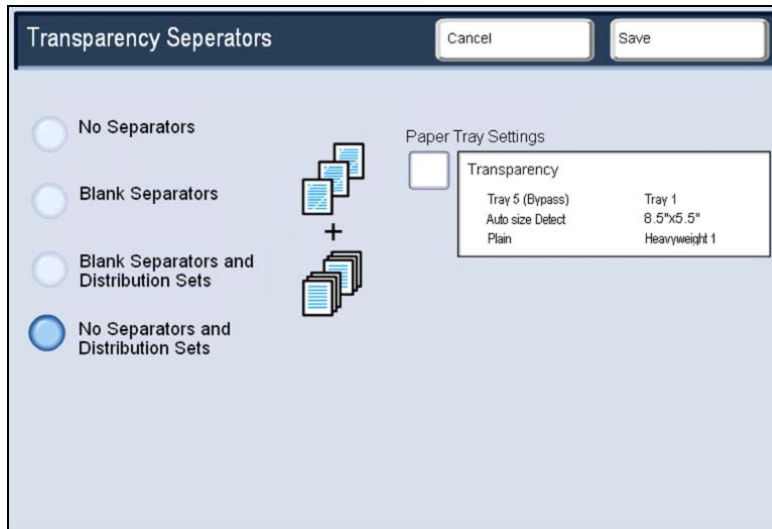 Transparency Seperators
Cancel
Save
No Separators
Blank Separators
Blank Separators and
Distribution Sets
No Separators and
Distribution Sets
+
Paper Tray Settings
Transparency
Tray 5 (Bypass) Tray 1
Auto size Detect 8.5"x5.5"
Plain Heavyweight 1